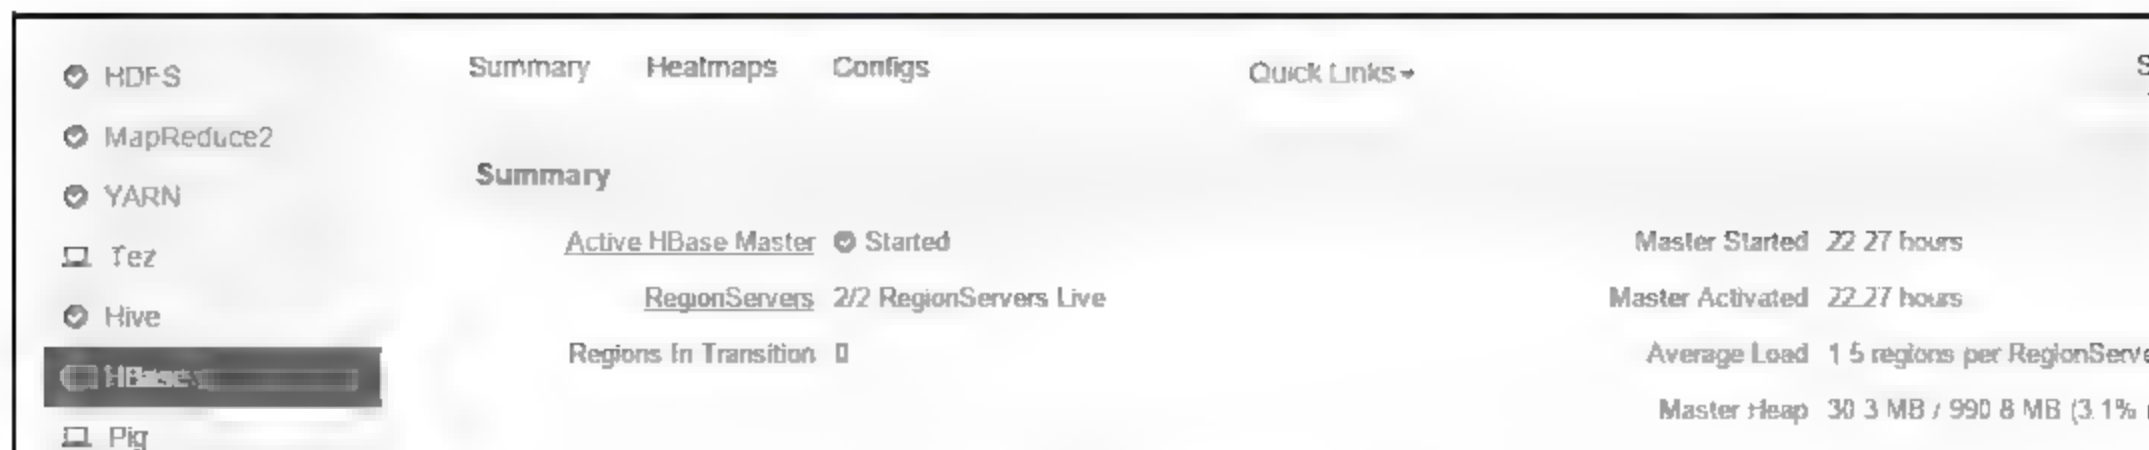 HDFS
MapReduce2
YARN
Tez
Hive
HBase
Pig
Summary Heatmaps Configs Quick Links
Summary
Active HBase Master Started
RegionServers 2/2 RegionServers Live
Regions In Transition 0
Master Started 22.27 hours
Master Activated 22.27 hours
Average Load 1.5 regions per RegionServe
Master Heap 30.3 MB / 990.8 MB (3.1%